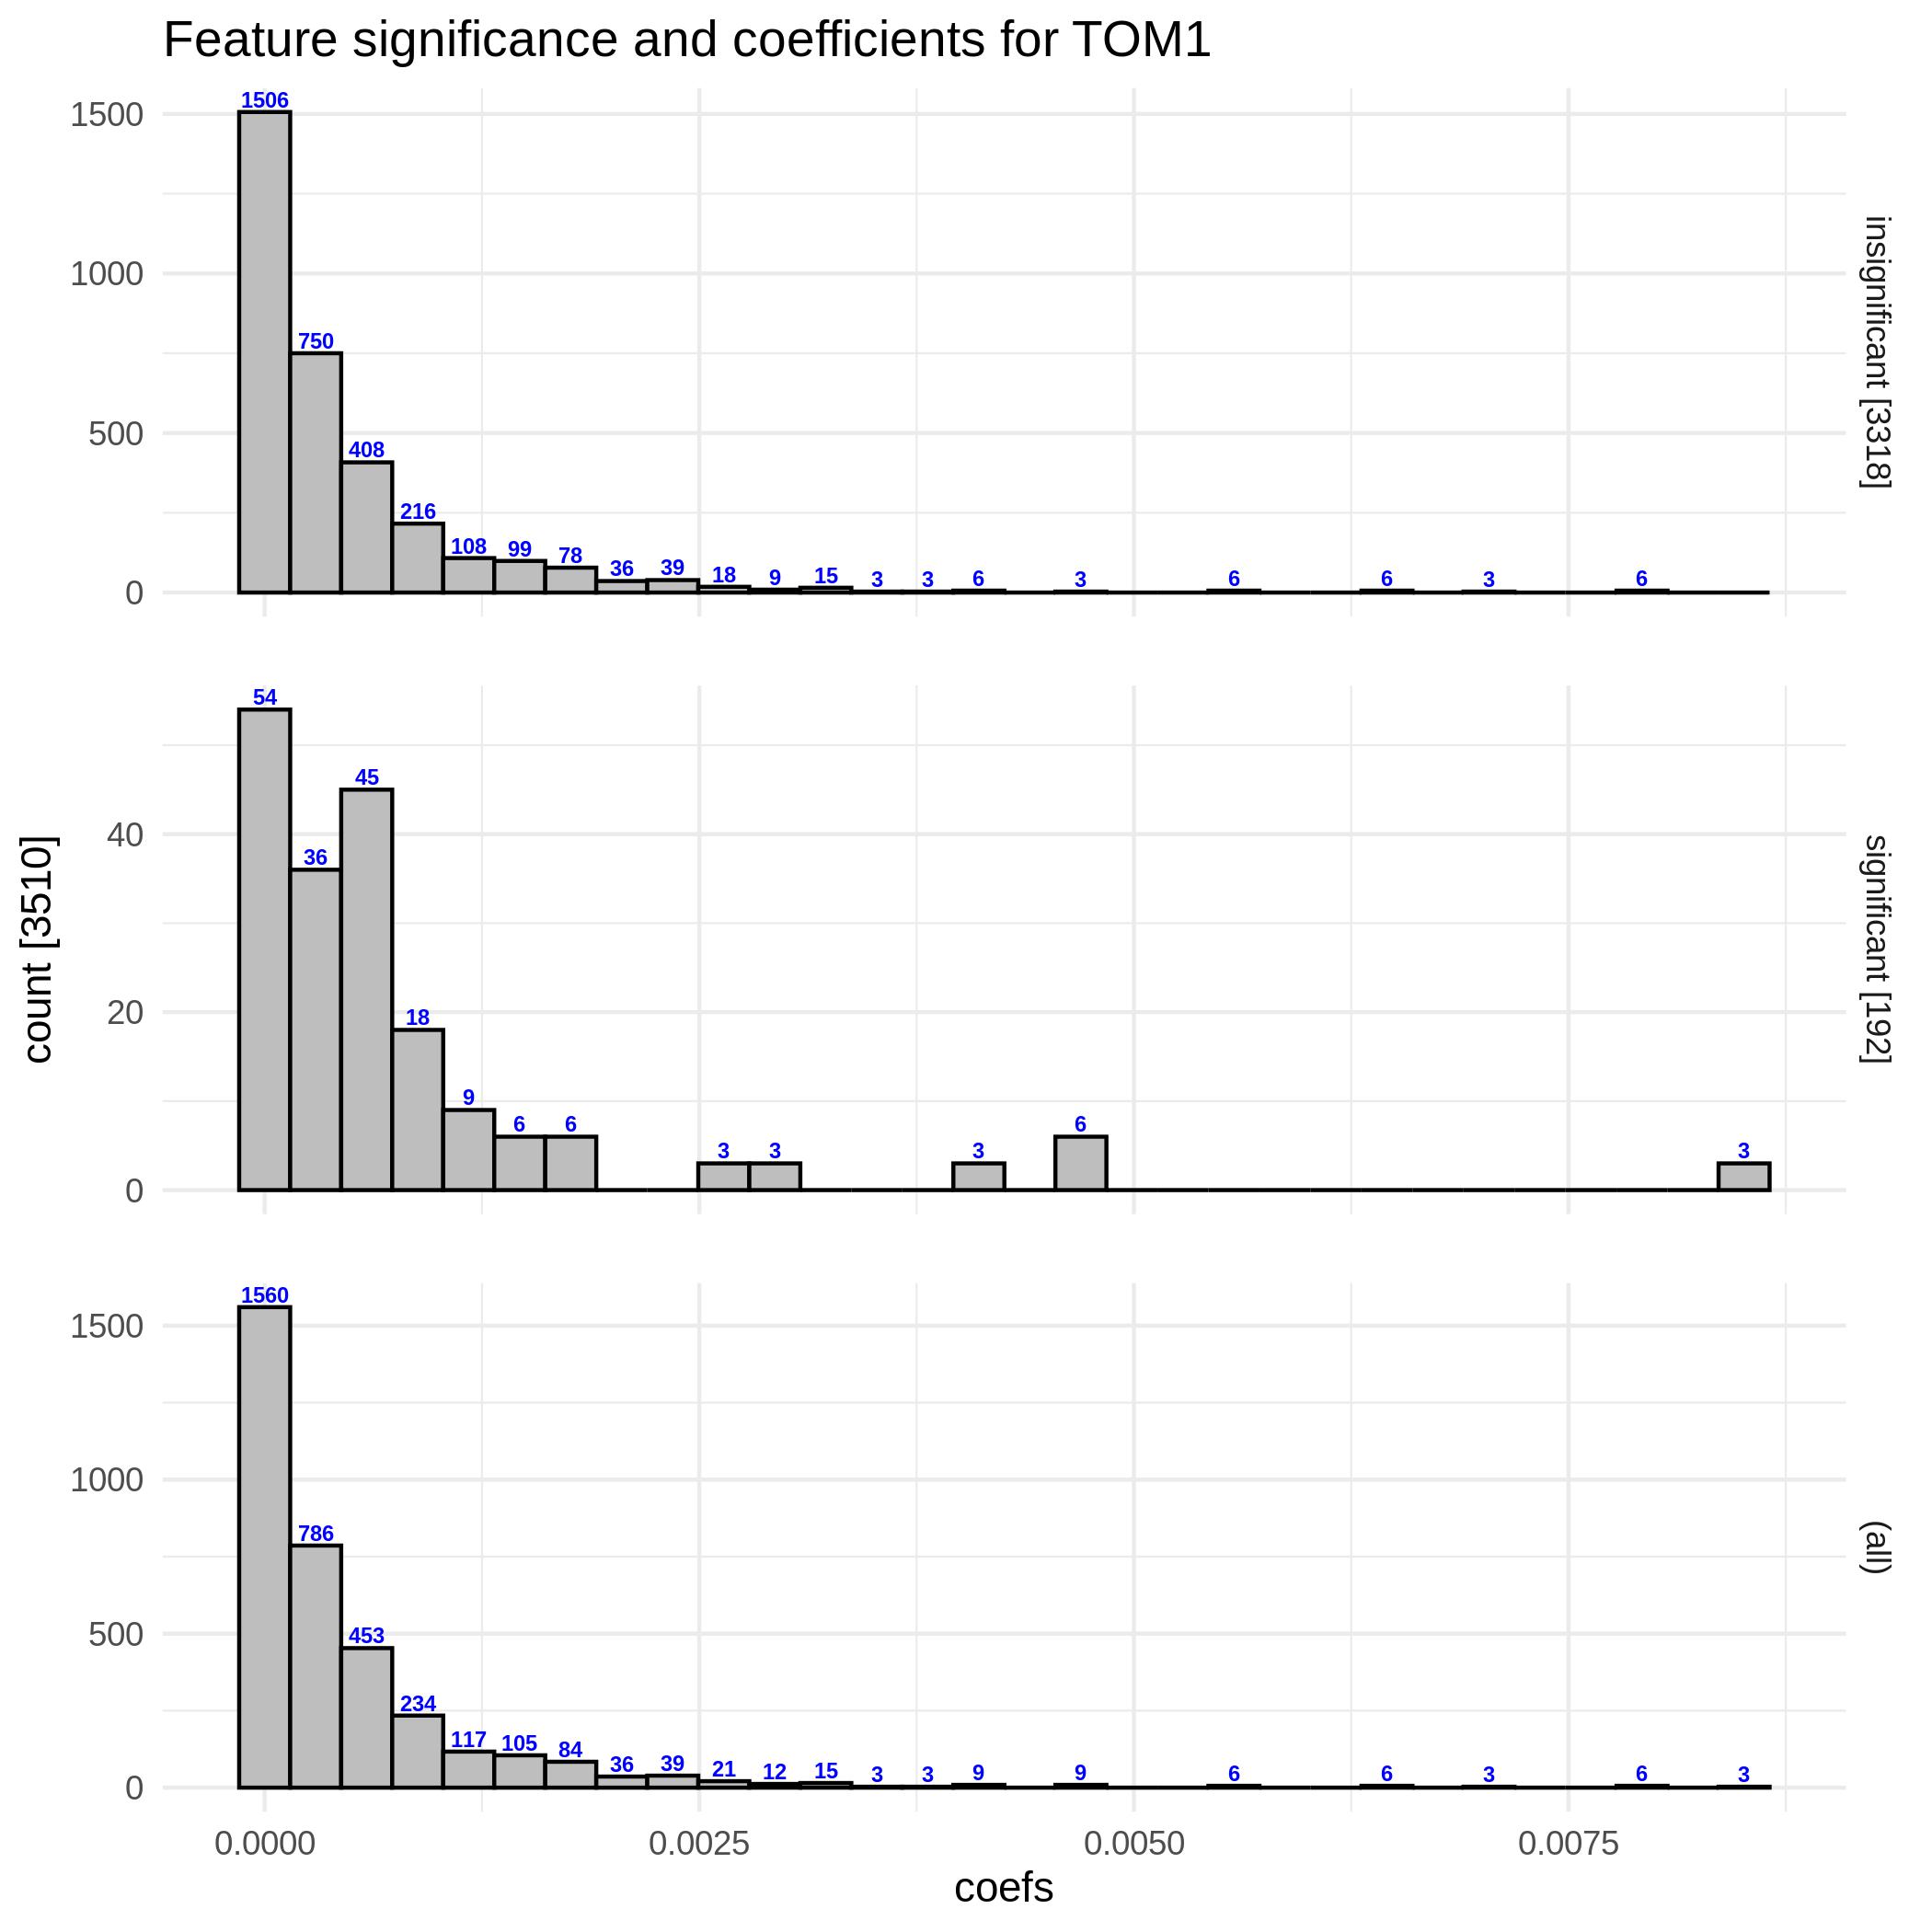 Feature significance and coefficients for TOM1
1506
1500
750
1000
408
500
216
108 99 78 36 39 18 9 15 3 3 6 3 6 6 3 6
0
insignificant [3318]
54
45
40
36
20
18
9
6 6 3 3 3 6 3
0
significant [192]
count [3510]
1560
1500
1000
786
500
453
234
117 105 84 36 39 21 12 15 3 3 9 9 6 6 3 6 3
0
(all)
0.0000 0.0025 0.0050 0.0075
coefs